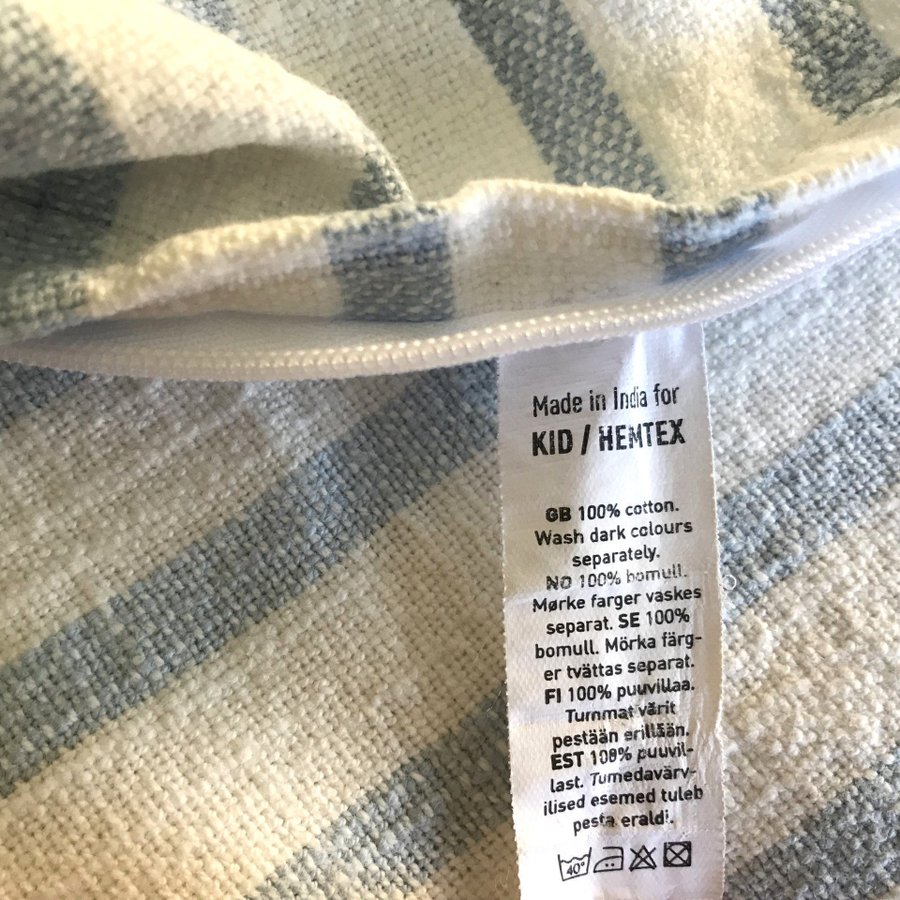 Made in India for
KID / HEMTEX
GB 100% cotton.
Wash dark colours
separately.
NO 100% bomull.
Mørke farger vaskes
separat. SE 100%
bomull. Mörka färg-
er tvättas separat.
FI 100% puuvillaa.
Tummat värit
pestään erillään.
EST 100% puuvil-
last. Tumedavärv-
ilised esemed tuleb
pesta eraldi.
40°